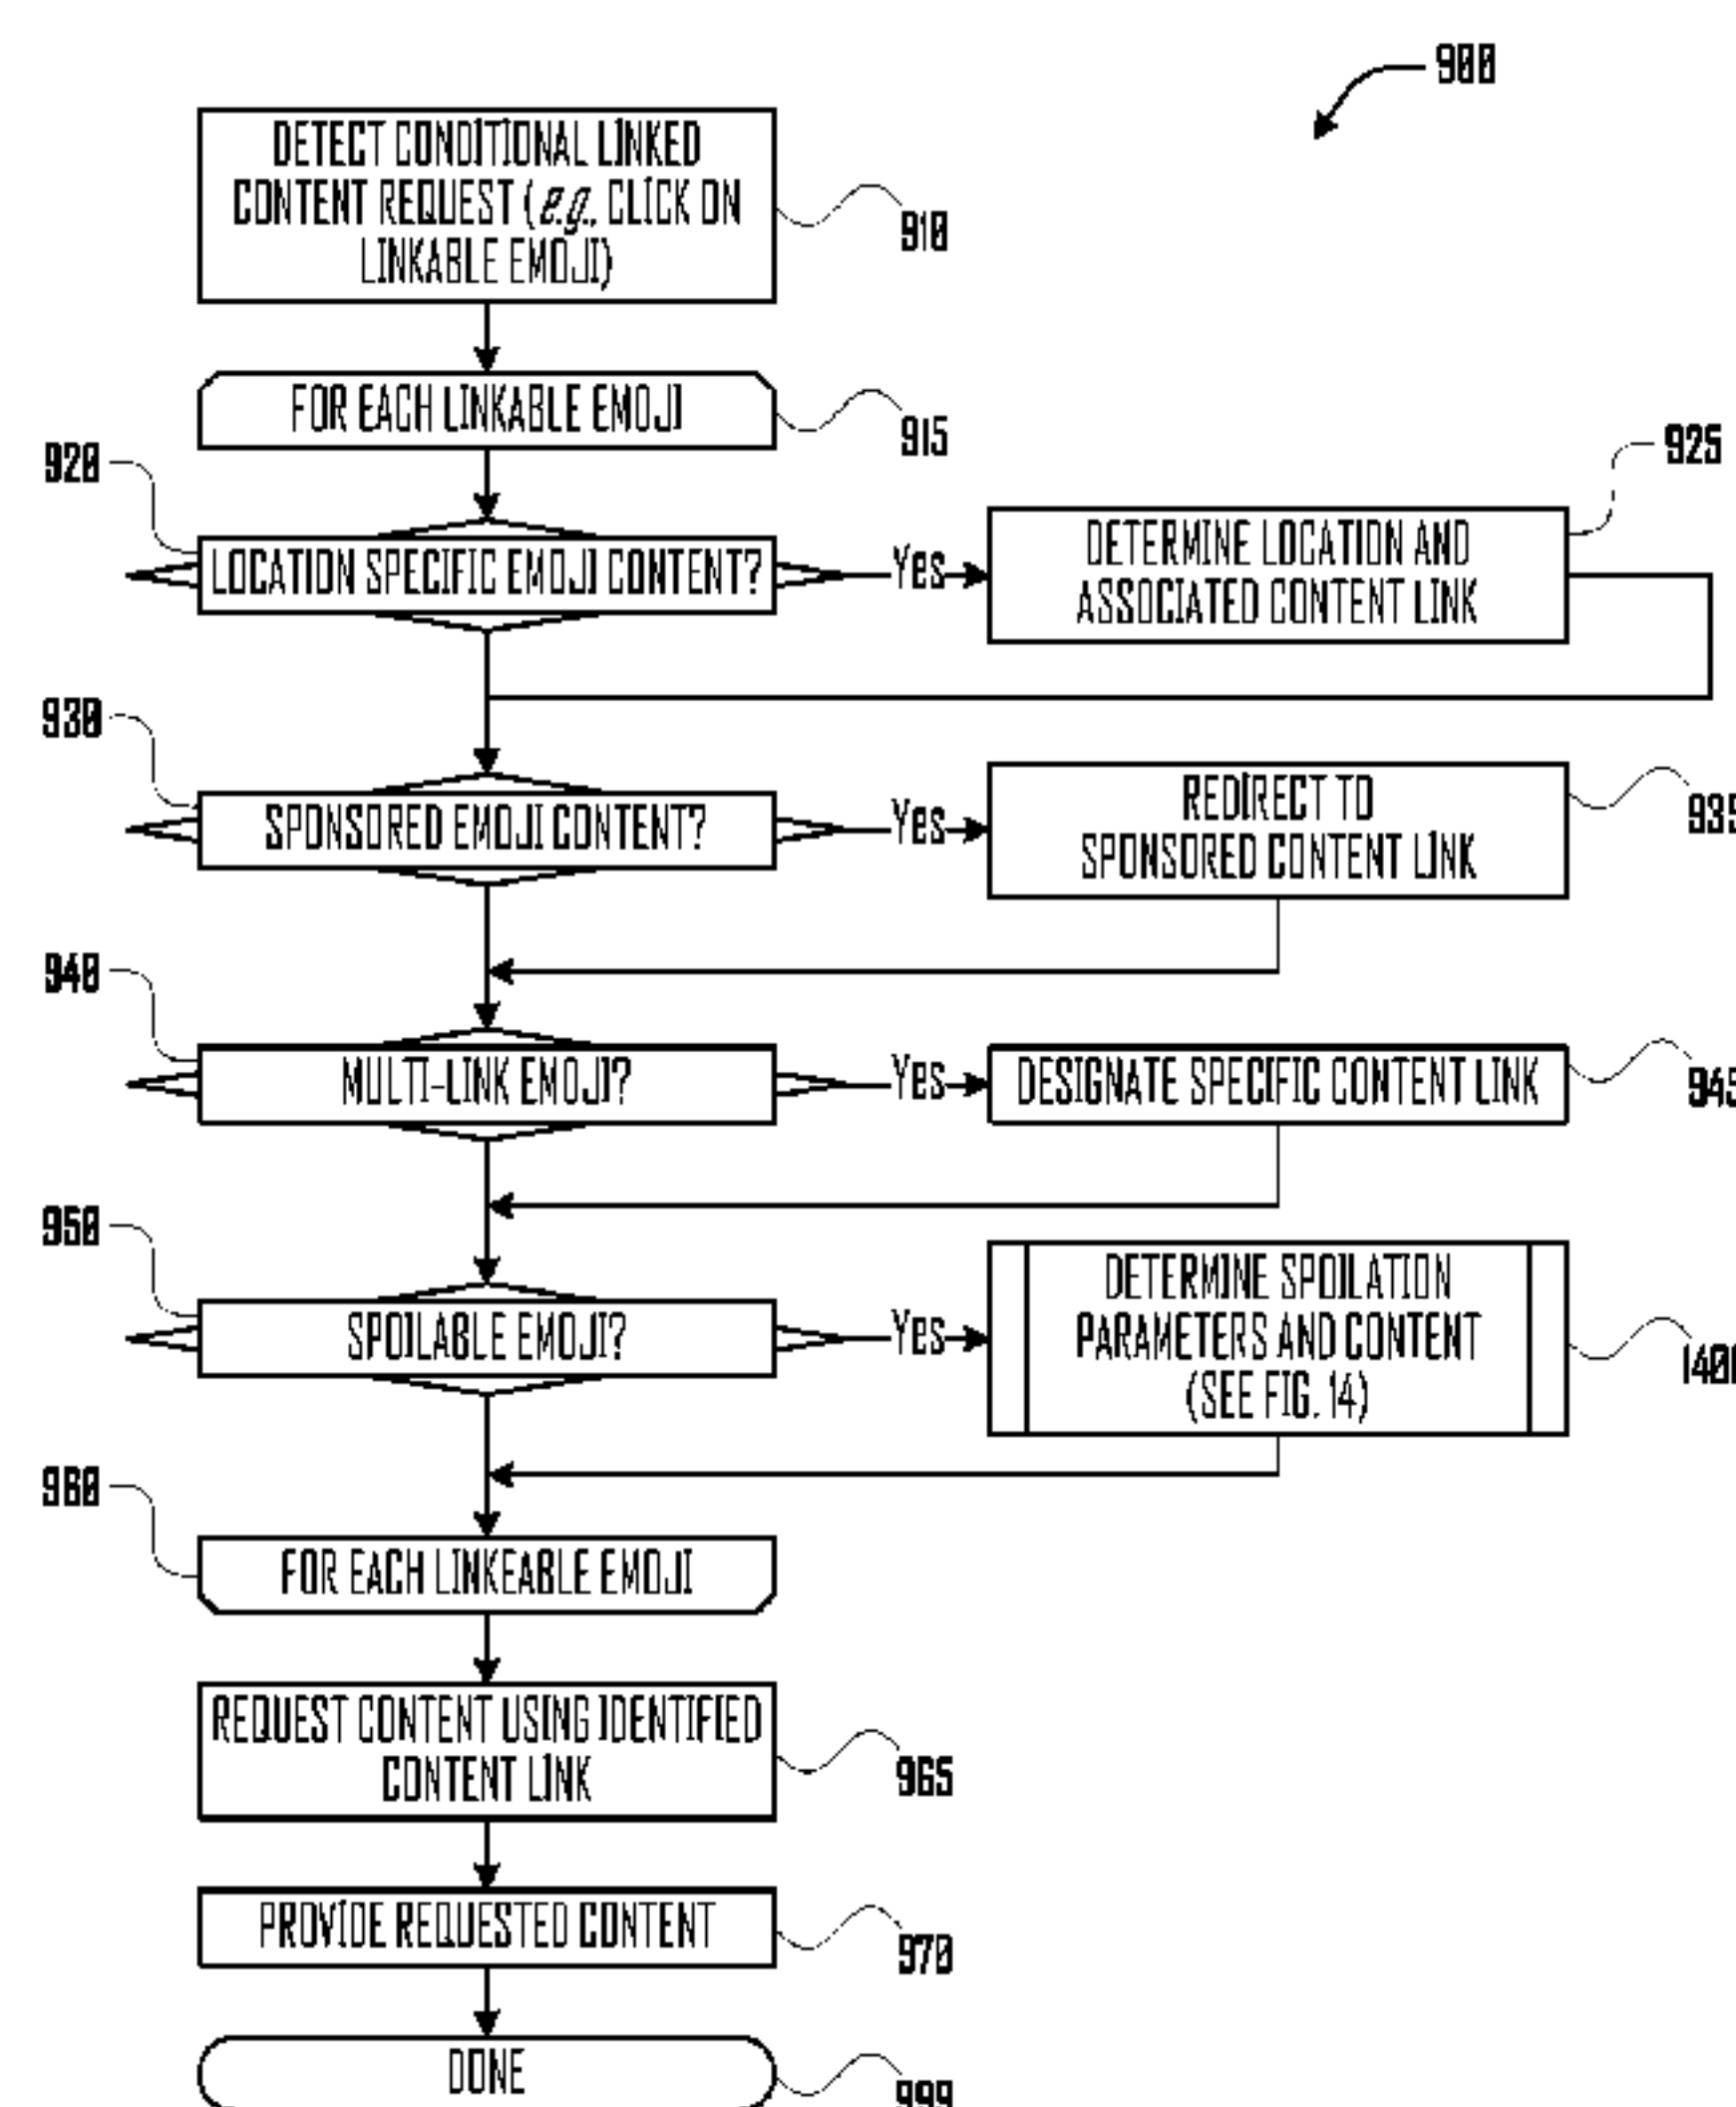 900
DETECT CONDITIONAL LINKED
CONTENT REQUEST (e.g., CLICK ON
LINKABLE EMOJI)
910
FOR EACH LINKABLE EMOJI
915
920
LOCATION SPECIFIC EMOJI CONTENT?
Yes
DETERMINE LOCATION AND
ASSOCIATED CONTENT LINK
925
930
SPONSORED EMOJI CONTENT?
Yes
REDIRECT TO
SPONSORED CONTENT LINK
935
940
MULTI-LINK EMOJI?
Yes
DESIGNATE SPECIFIC CONTENT LINK
945
950
SPOILABLE EMOJI?
Yes
DETERMINE SPOILATION
PARAMETERS AND CONTENT
(SEE FIG. 14)
1400
960
FOR EACH LINKEABLE EMOJI
REQUEST CONTENT USING IDENTIFIED
CONTENT LINK
965
PROVIDE REQUESTED CONTENT
970
DONE
999